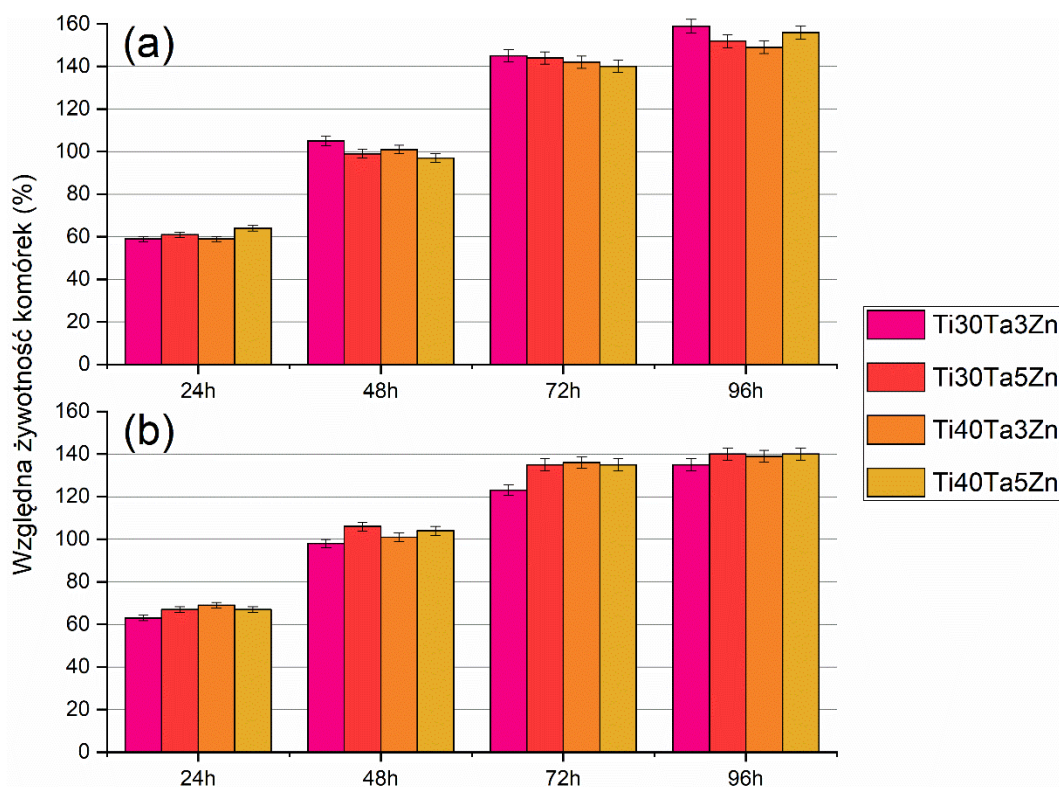 Względna żywotność komórek (%)
(a)
160
140
120
100
80
60
40
20
0
24h
48h
72h
96h
(b)
160
140
120
100
80
60
40
20
0
24h
48h
72h
96h
Ti30Ta3Zn
Ti30Ta5Zn
Ti40Ta3Zn
Ti40Ta5Zn